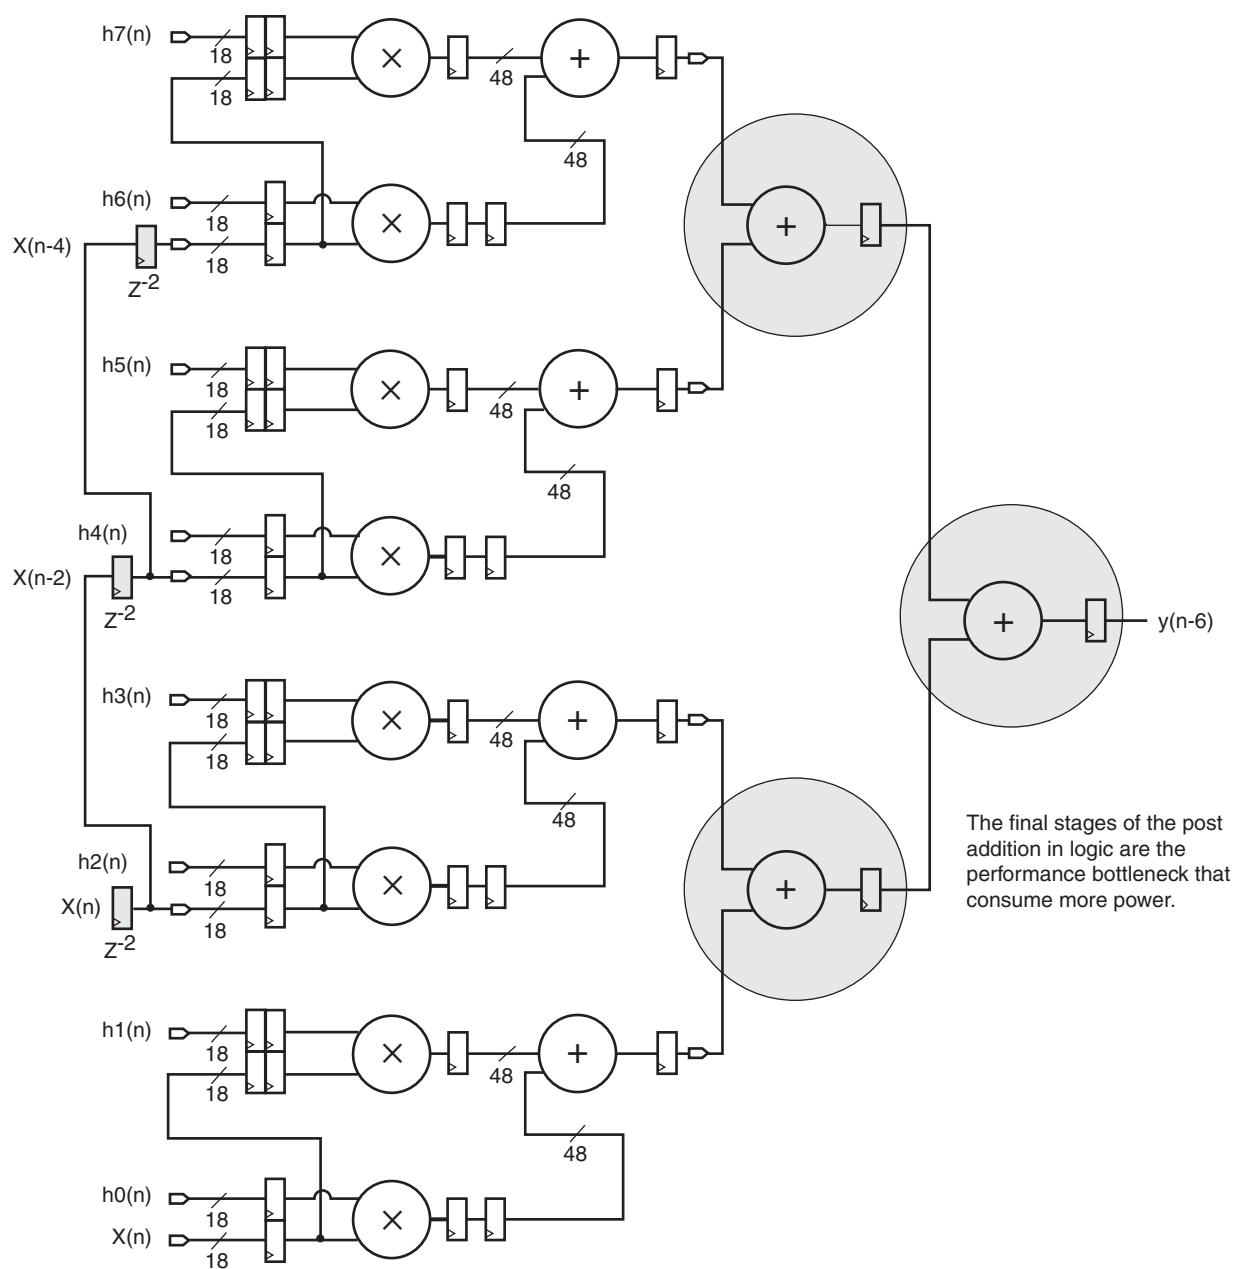 h7(n)
18
18
×
48
+
48
h6(n)
18
X(n-4)
18
×
Z-2
+
h5(n)
18
18
×
48
+
48
h4(n)
18
X(n-2)
18
×
Z-2
+
y(n-6)
h3(n)
18
18
×
48
+
48
h2(n)
18
X(n)
18
×
Z-2
+
The final stages of the post
addition in logic are the
performance bottleneck that
consume more power.
h1(n)
18
18
×
48
+
48
h0(n)
18
X(n)
18
×